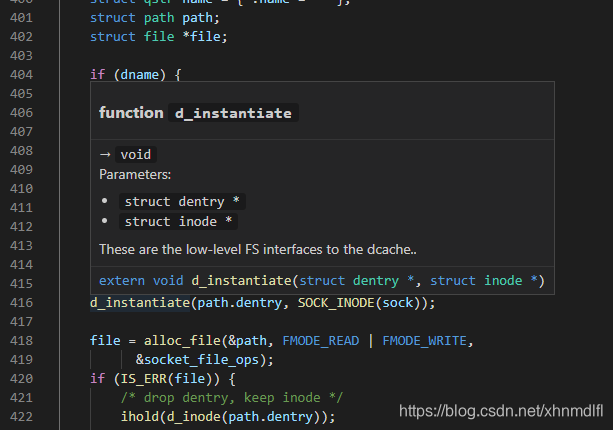 struct qstr name = { .name = "" };
401 struct path path;
402 struct file *file;
403
404 if (dname) {
405
406 function d_instantiate
407
408 → void
409 Parameters:
410 • struct dentry *
411 • struct inode *
412
413 These are the low-level FS interfaces to the dcache..
414
415 extern void d_instantiate(struct dentry *, struct inode *)
416 d_instantiate(path.dentry, SOCK_INODE(sock));
417
418 file = alloc_file(&path, FMODE_READ | FMODE_WRITE,
419 &socket_file_ops);
420 if (IS_ERR(file)) {
421 /* drop dentry, keep inode */
422 ihold(d_inode(path.dentry));
https://blog.csdn.net/xhnmdlfl